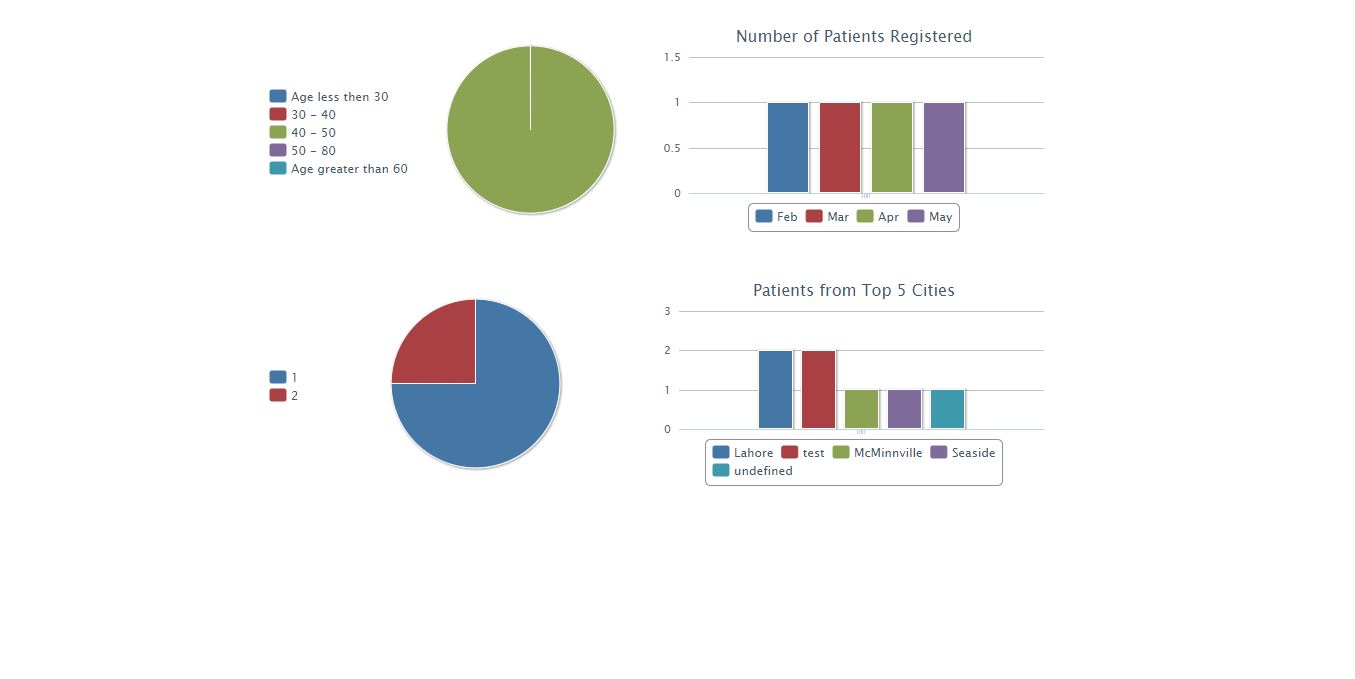 Age less then 30
30 – 40
40 – 50
50 – 80
Age greater than 60
Number of Patients Registered
1.5
1
0.5
0
Feb Mar Apr May
1
2
Patients from Top 5 Cities
3
2
1
0
Lahore test McMinnville Seaside
undefined